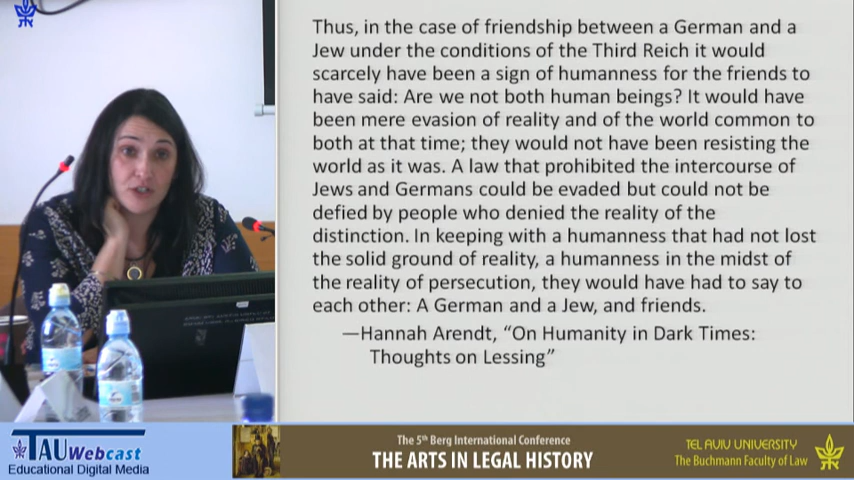 Thus, in the case of friendship between a German and a
Jew under the conditions of the Third Reich it would
scarcely have been a sign of humanness for the friends to
have said: Are we not both human beings? It would have
been mere evasion of reality and of the world common to
both at that time; they would not have been resisting the
world as it was. A law that prohibited the intercourse of
Jews and Germans could be evaded but could not be
defied by people who denied the reality of the
distinction. In keeping with a humanness that had not lost
the solid ground of reality, a humanness in the midst of
the reality of persecution, they would have had to say to
each other: A German and a Jew, and friends.
—Hannah Arendt, “On Humanity in Dark Times:
Thoughts on Lessing”
TAU Webcast
Educational Digital Media
The 5th Berg International Conference
THE ARTS IN LEGAL HISTORY
TEL AVIV UNIVERSITY
The Buchmann Faculty of Law